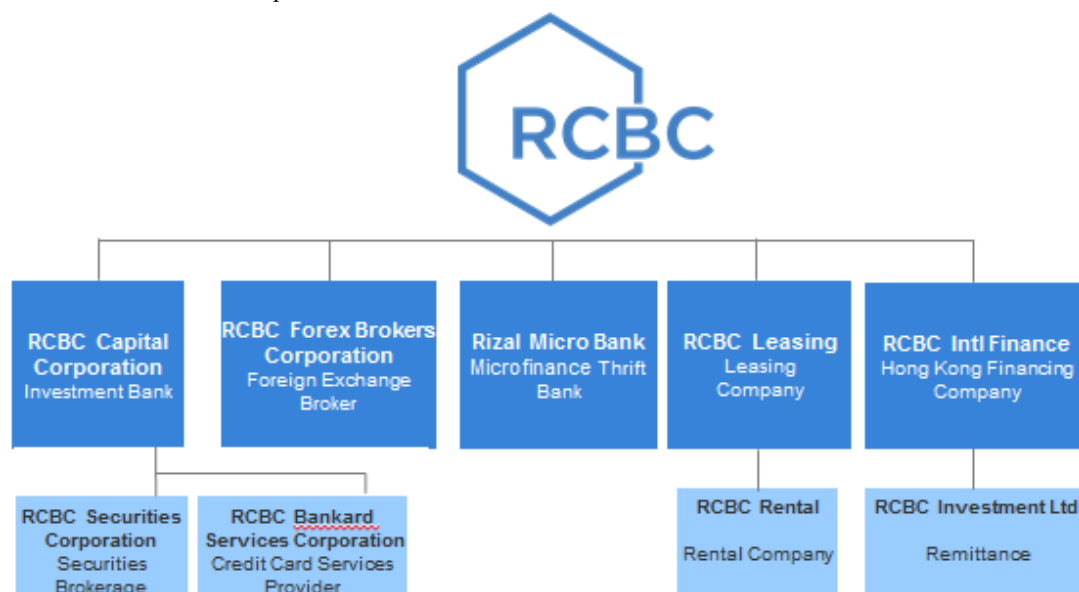 RCBC
RCBC Capital
Corporation
Investment Bank
RCBC Forex Brokers
Corporation
Foreign Exchange
Broker
Rizal Micro Bank
Microfinance Thrift
Bank
RCBC Leasing
Leasing
Company
RCBC Intl Finance
Hong Kong Financing
Company
RCBC Securities
Corporation
Securities
Brokerage
RCBC Bankard
Services Corporation
Credit Card Services
Provider
RCBC Rental
Rental Company
RCBC Investment Ltd
Remittance